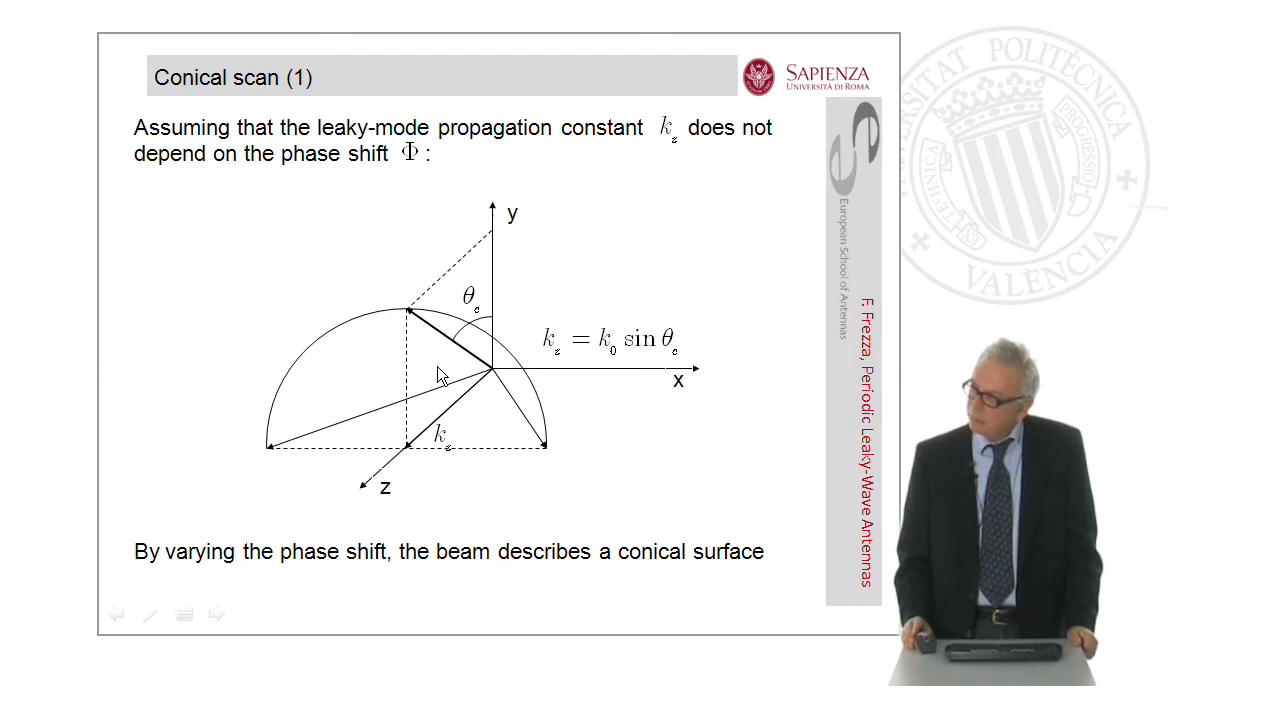 Conical scan (1)
SAPIENZA
UNIVERSITÀ DI ROMA
Assuming that the leaky-mode propagation constant k_z does not
depend on the phase shift Φ :
y
θ_c
k_z = k_0 sin θ_c
x
k_z
z
By varying the phase shift, the beam describes a conical surface
European School of Antennas
F. Frezza, Periodic Leaky-Wave Antennas
UNIVERSITAT POLITÈCNICA
VALÈNCIA